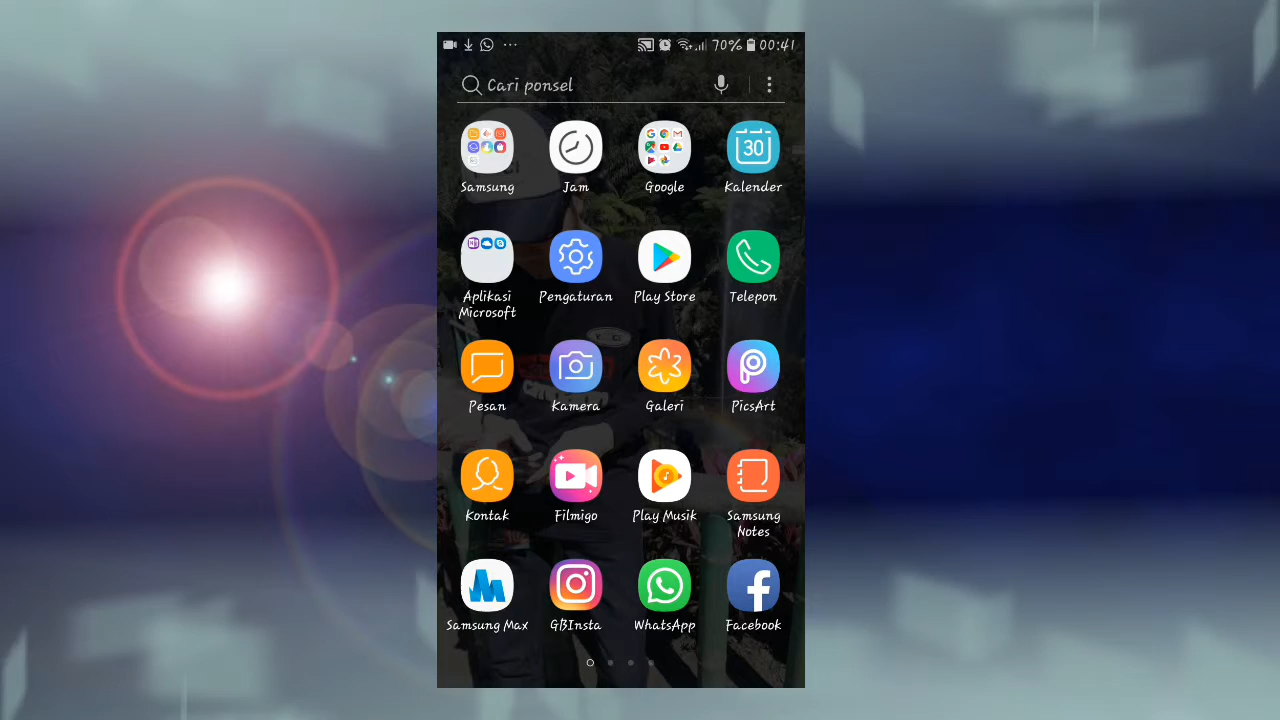 70% 00:41
Cari ponsel
Samsung Jam Google 30 Kalender
Aplikasi Microsoft Pengaturan Play Store Telepon
Pesan Kamera Galeri PicsArt
Kontak Filmigo Play Musik Samsung Notes
Samsung Max GBInsta WhatsApp Facebook